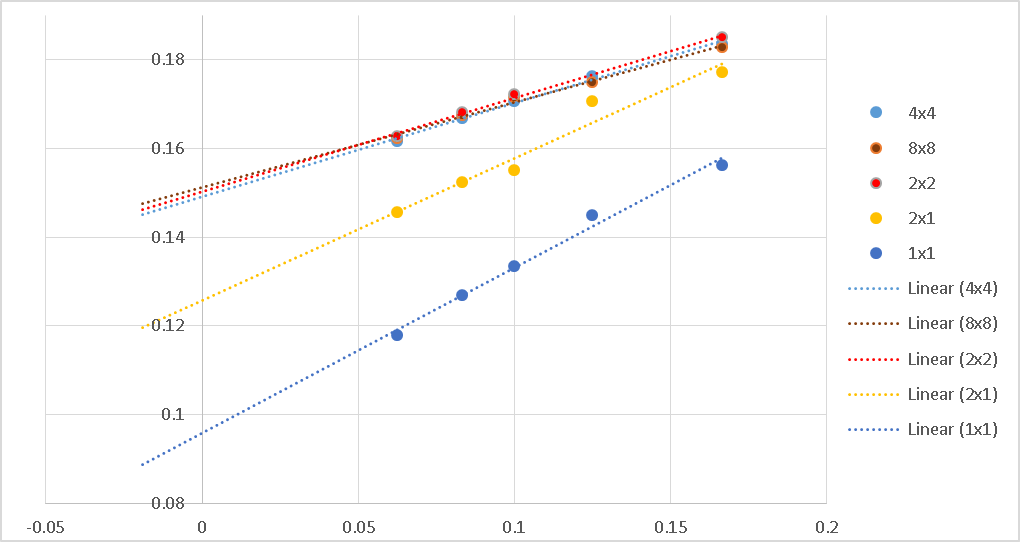 0.18
0.16
0.14
0.12
0.1
0.08
-0.05
0
0.05
0.1
0.15
0.2
4x4
8x8
2x2
2x1
1x1
Linear (4x4)
Linear (8x8)
Linear (2x2)
Linear (2x1)
Linear (1x1)